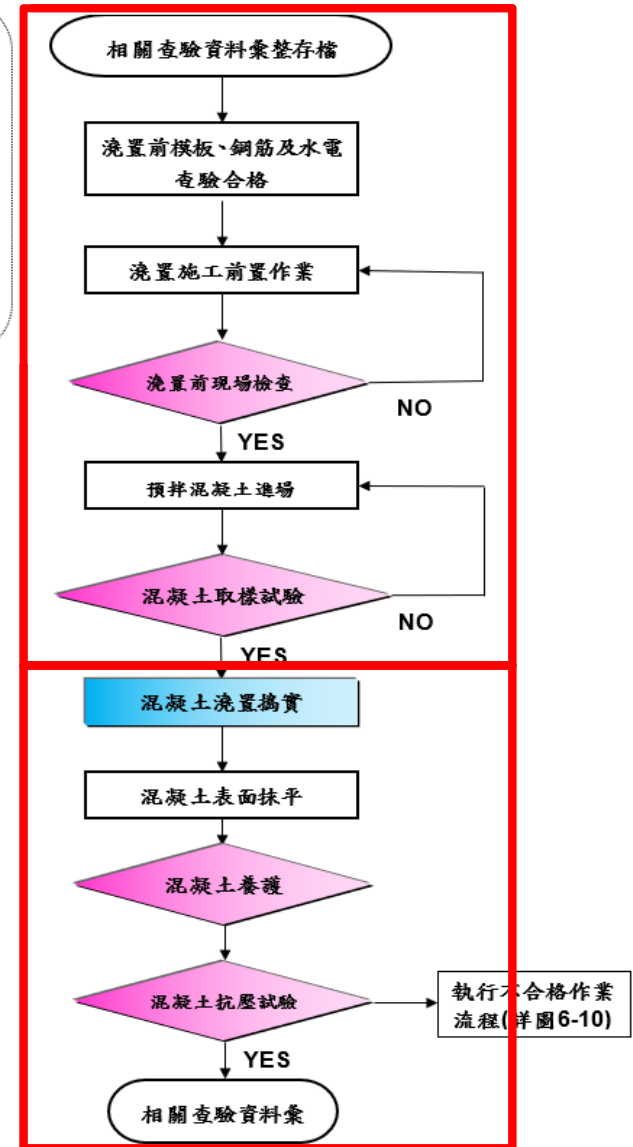 相關查驗資料彙整存檔
澆置前模板、鋼筋及水電
查驗合格
澆置施工前置作業
澆置前現場檢查
NO
YES
預拌混凝土進場
混凝土取樣試驗
NO
YES
混凝土澆置搗實
混凝土表面抹平
混凝土養護
混凝土抗壓試驗
執行不合格作業
流程(詳圖6-10)
YES
相關查驗資料彙